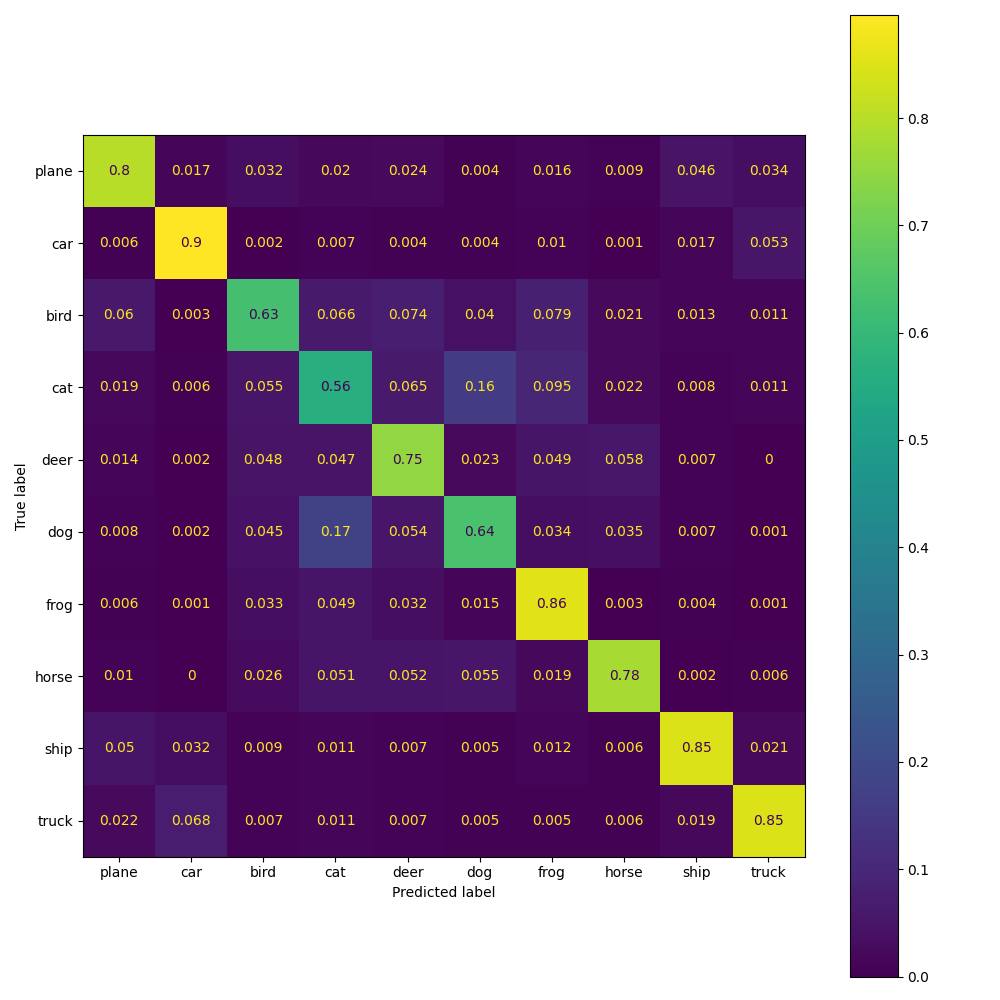 plane 0.8 0.017 0.032 0.02 0.024 0.004 0.016 0.009 0.046 0.034
car 0.006 0.9 0.002 0.007 0.004 0.004 0.01 0.001 0.017 0.053
bird 0.06 0.003 0.63 0.066 0.074 0.04 0.079 0.021 0.013 0.011
cat 0.019 0.006 0.055 0.56 0.065 0.16 0.095 0.022 0.008 0.011
deer 0.014 0.002 0.048 0.047 0.75 0.023 0.049 0.058 0.007 0
dog 0.008 0.002 0.045 0.17 0.054 0.64 0.034 0.035 0.007 0.001
frog 0.006 0.001 0.033 0.049 0.032 0.015 0.86 0.003 0.004 0.001
horse 0.01 0 0.026 0.051 0.052 0.055 0.019 0.78 0.002 0.006
ship 0.05 0.032 0.009 0.011 0.007 0.005 0.012 0.006 0.85 0.021
truck 0.022 0.068 0.007 0.011 0.007 0.005 0.005 0.006 0.019 0.85
plane car bird cat deer dog frog horse ship truck
Predicted label
True label
0.8
0.7
0.6
0.5
0.4
0.3
0.2
0.1
0.0